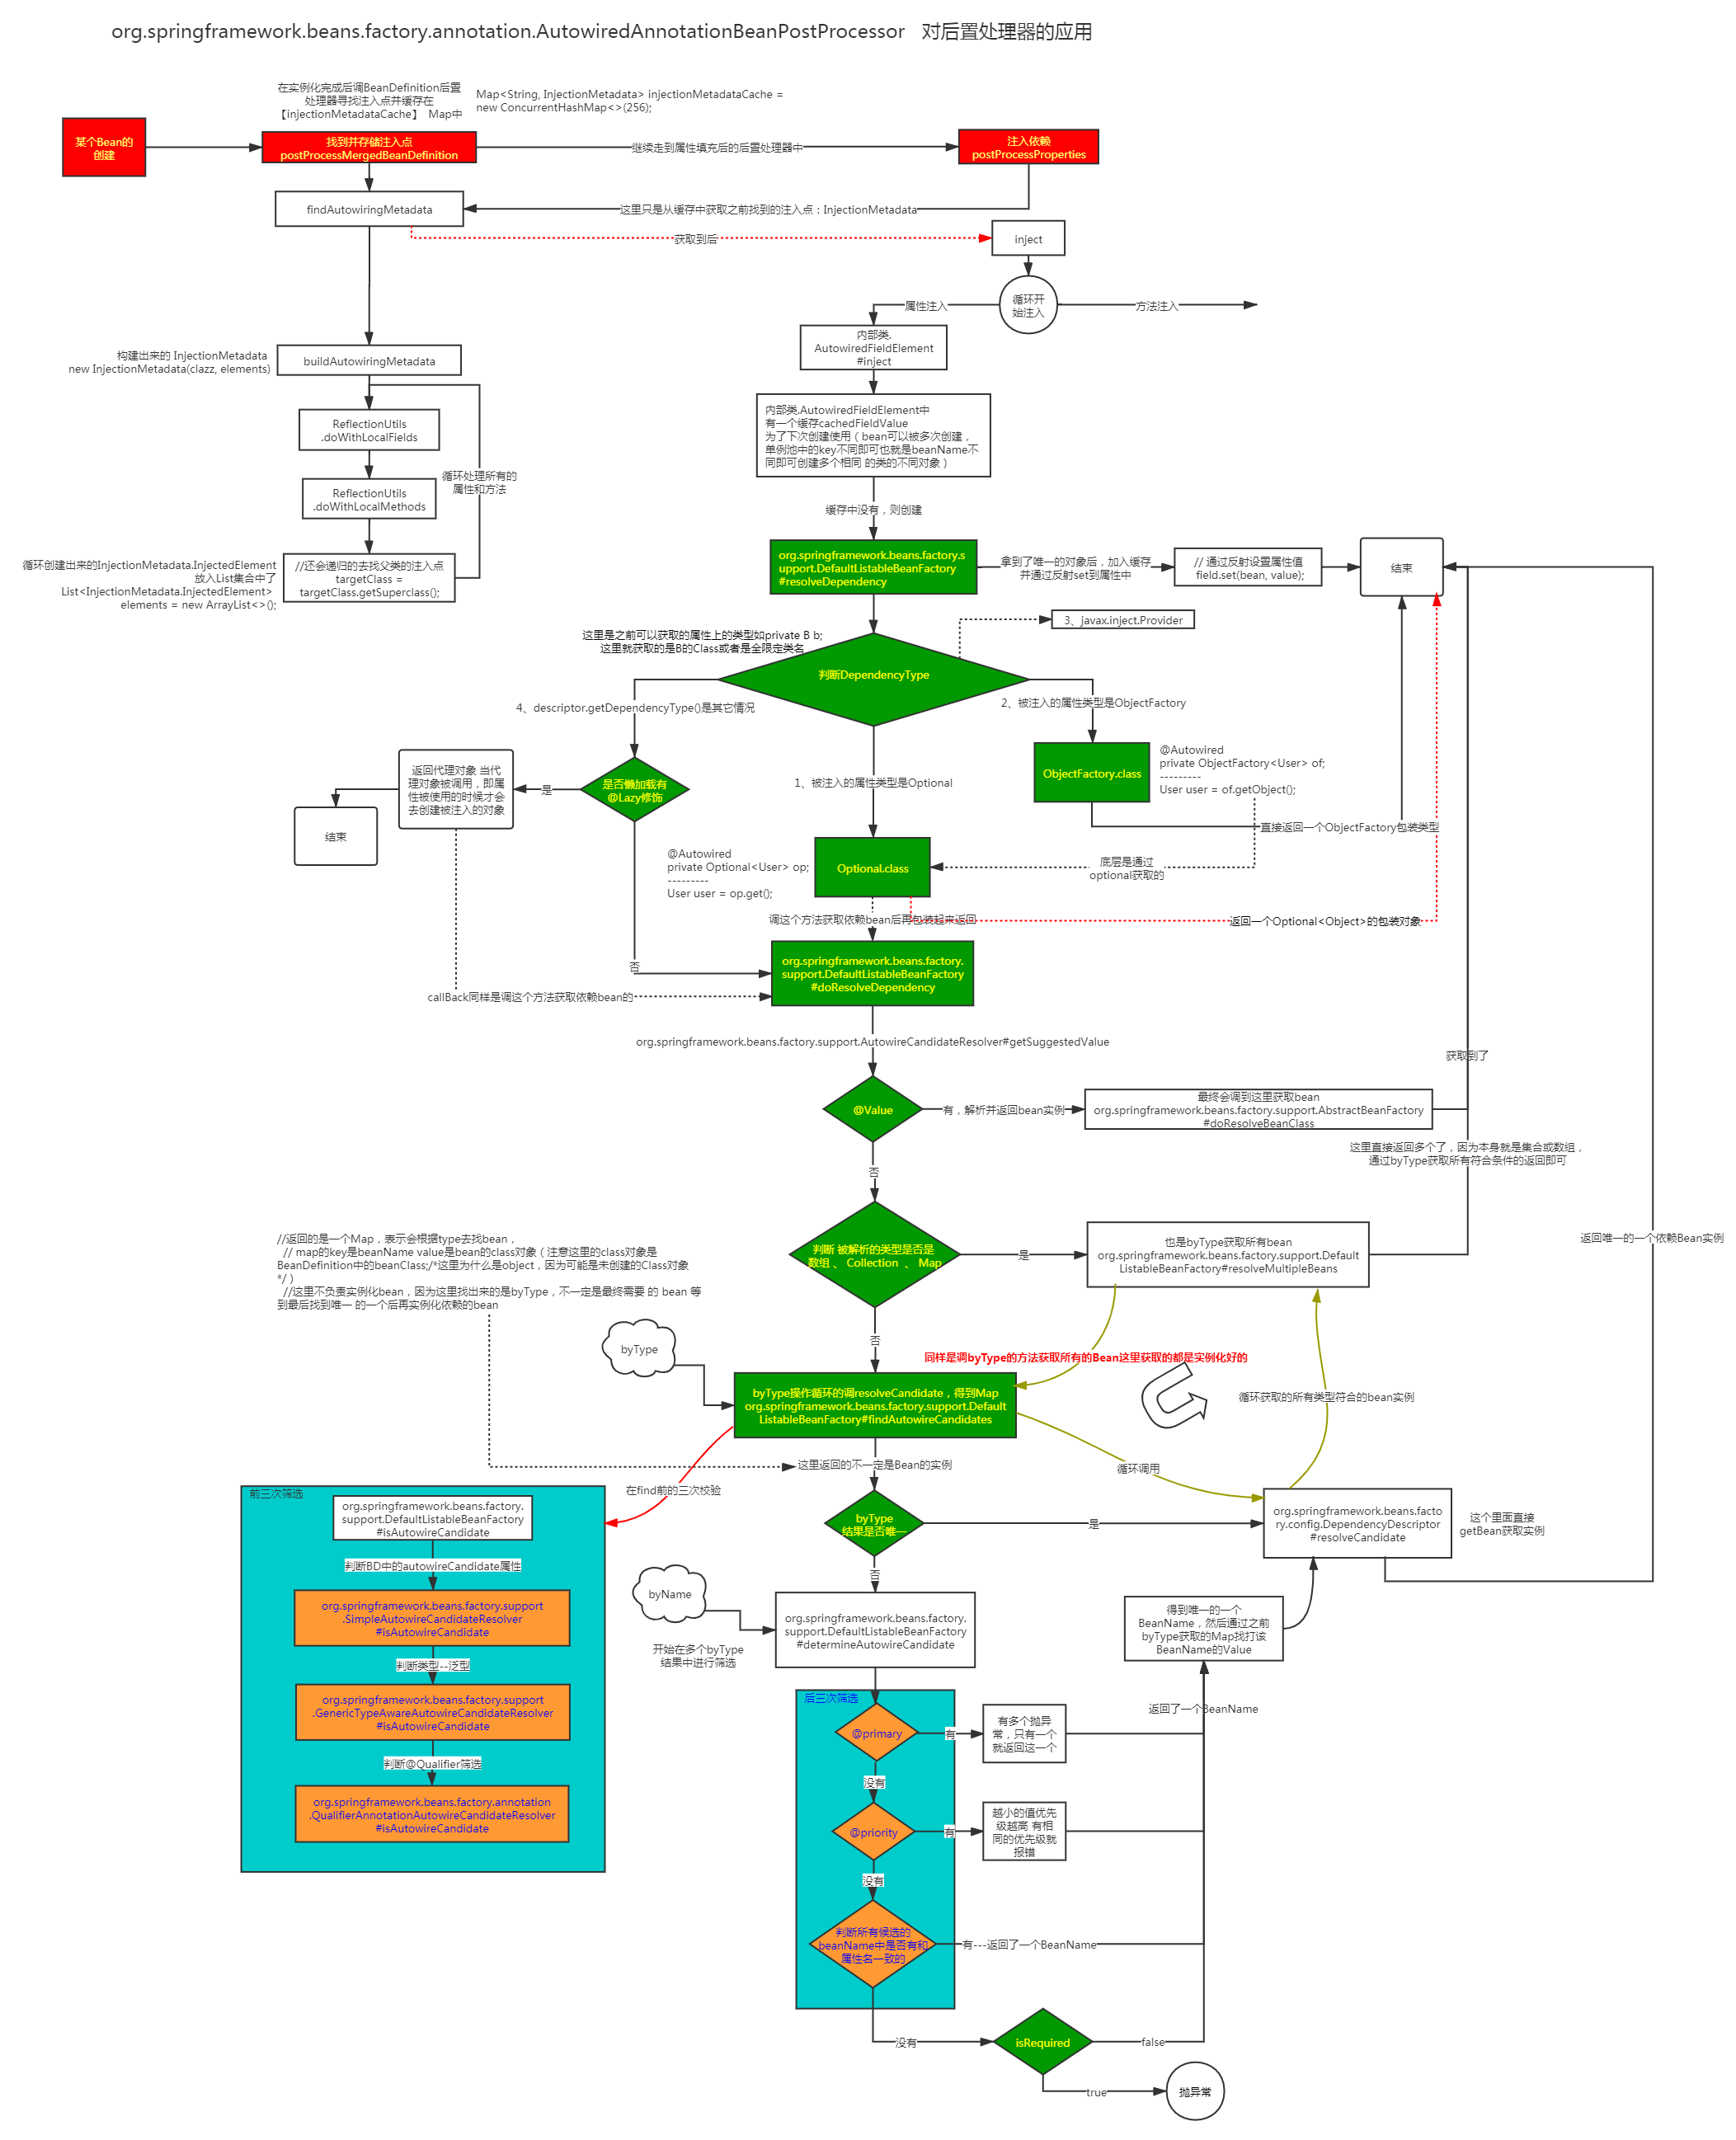 org.springframework.beans.factory.annotation.AutowiredAnnotationBeanPostProcessor 对后置处理器的应用
在实例化完成后调BeanDefinition后置
处理器寻找注入点并缓存在
【injectionMetadataCache】 Map中
Map<String, InjectionMetadata> injectionMetadataCache =
new ConcurrentHashMap<>(256);
某个Bean的
创建
找到并存储注入点
postProcessMergedBeanDefinition
继续走到属性填充后的后置处理器中
注入依赖
postProcessProperties
findAutowiringMetadata
这里只是从缓存中获取之前找到的注入点：InjectionMetadata
获取到后
inject
循环开
始注入
属性注入
方法注入
内部类.
AutowiredFieldElement
#inject
构建出来的 InjectionMetadata
new InjectionMetadata(clazz, elements)
buildAutowiringMetadata
ReflectionUtils
.doWithLocalFields
ReflectionUtils
.doWithLocalMethods
循环处理所有的
属性和方法
循环创建出来的InjectionMetadata.InjectedElement
放入List集合中了
List<InjectionMetadata.InjectedElement>
elements = new ArrayList<>();
//还会递归的去找父类的注入点
targetClass =
targetClass.getSuperclass();
内部类.AutowiredFieldElement中
有一个缓存cachedFieldValue
为了下次创建使用（bean可以被多次创建，
单例池中的key不同即可也就是beanName不
同即可创建多个相同 的类的不同对象）
缓存中没有，则创建
org.springframework.beans.factory.s
upport.DefaultListableBeanFactory
#resolveDependency
拿到了唯一的对象后，加入缓存
并通过反射set到属性中
// 通过反射设置属性值
field.set(bean, value);
结束
3、javax.inject.Provider
这里是之前可以获取的属性上的类型如private B b;
这里就获取的是B的Class或者是全限定类名
判断DependencyType
4、descriptor.getDependencyType()是其它情况
2、被注入的属性类型是ObjectFactory
1、被注入的属性类型是Optional
ObjectFactory.class
@Autowired
private ObjectFactory<User> of;
---------
User user = of.getObject();
直接返回一个ObjectFactory包装类型
返回代理对象 当代
理对象被调用，即属
性被使用的时候才会
去创建被注入的对象
是
是否懒加载有
@Lazy修饰
结束
@Autowired
private Optional<User> op;
---------
User user = op.get();
Optional.class
底层是通过
optional获取的
调这个方法获取依赖bean后再包装起来返回
返回一个Optional<Object>的包装对象
否
org.springframework.beans.factory.
support.DefaultListableBeanFactory
#doResolveDependency
callBack同样是调这个方法获取依赖bean的
org.springframework.beans.factory.support.AutowireCandidateResolver#getSuggestedValue
获取到了
@Value
有，解析并返回bean实例
最终会调到这里获取bean
org.springframework.beans.factory.support.AbstractBeanFactory
#doResolveBeanClass
否
这里直接返回多个了，因为本身就是集合或数组，
通过byType获取所有符合条件的返回即可
判断 被解析的类型是否是
数组 、 Collection 、 Map
是
也是byType获取所有bean
org.springframework.beans.factory.support.Default
ListableBeanFactory#resolveMultipleBeans
返回唯一的一个依赖Bean实例
//返回的是一个Map，表示会根据type去找bean，
// map的key是beanName value是bean的class对象（注意这里的class对象是
BeanDefinition中的beanClass;/*这里为什么是object，因为可能是未创建的Class对象
*/ ）
//这里不负责实例化bean，因为这里找出来的是byType，不一定是最终需要 的 bean 等
到最后找到唯一 的一个后再实例化依赖的bean
否
byType
同样是调byType的方法获取所有的Bean这里获取的都是实例化好的
byType操作循环的调resolveCandidate，得到Map
org.springframework.beans.factory.support.Default
ListableBeanFactory#findAutowireCandidates
循环获取的所有类型符合的bean实例
这里返回的不一定是Bean的实例
循环调用
在find前的三次校验
byType
结果是否唯一
是
org.springframework.beans.facto
ry.config.DependencyDescriptor
#resolveCandidate
这个里面直接
getBean获取实例
前三次筛选
org.springframework.beans.factory.
support.DefaultListableBeanFactory
#isAutowireCandidate
判断BD中的autowireCandidate属性
org.springframework.beans.factory.support
.SimpleAutowireCandidateResolver
#isAutowireCandidate
判断类型--泛型
org.springframework.beans.factory.support
.GenericTypeAwareAutowireCandidateResolver
#isAutowireCandidate
判断@Qualifier筛选
org.springframework.beans.factory.annotation
.QualifierAnnotationAutowireCandidateResolver
#isAutowireCandidate
否
byName
开始在多个byType
结果中进行筛选
org.springframework.beans.factory.
support.DefaultListableBeanFactory
#determineAutowireCandidate
得到唯一的一个
BeanName，然后通过之前
byType获取的Map找打该
BeanName的Value
返回了一个BeanName
后三次筛选
@primary
有
有多个抛异
常，只有一个
就返回这一个
没有
@priority
有
越小的值优先
级越高 有相
同的优先级就
报错
没有
判断所有候选的
beanName中是否有和
属性名一致的
有---返回了一个BeanName
没有
isRequired
false
true
抛异常